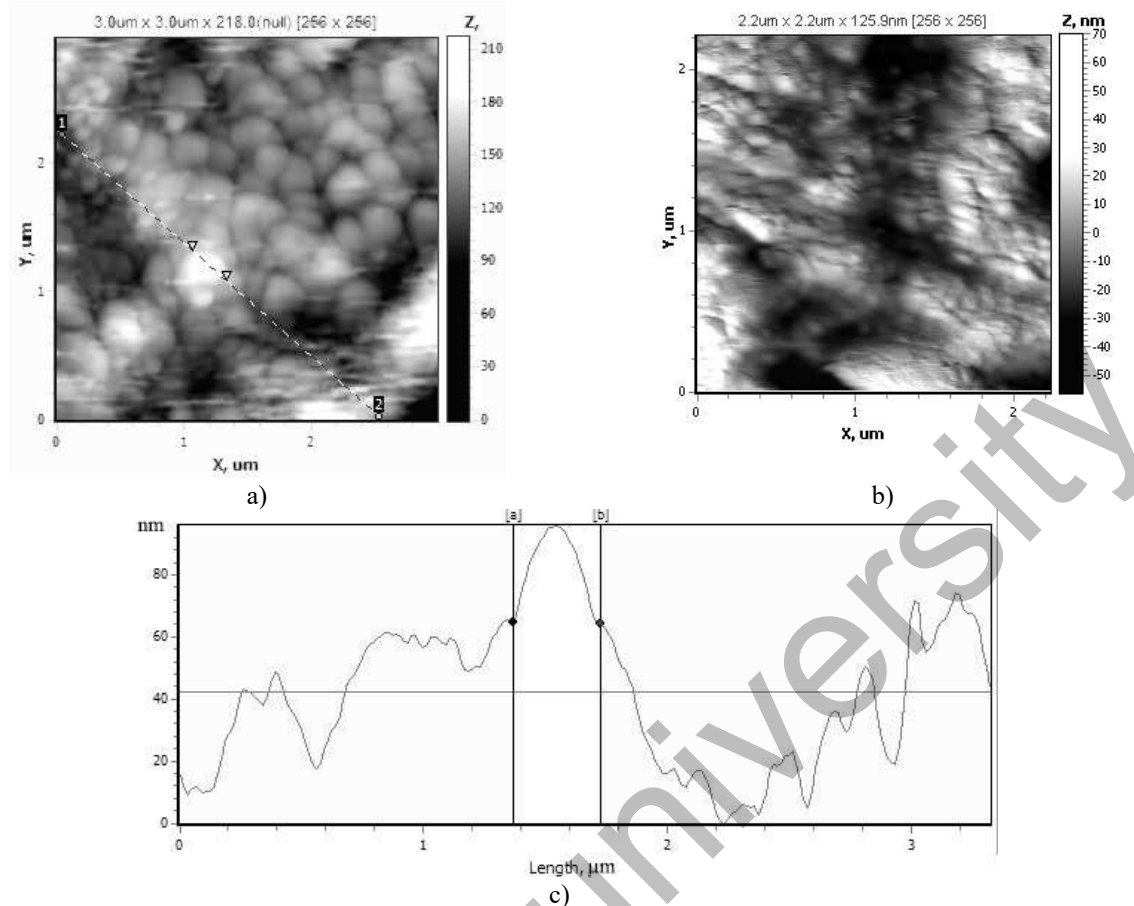 3.0um x 3.0um x 218.0(null) [256 x 256]
Z,
210
180
150
120
90
60
30
0
1
2
2
1
0
Y, um
0
1
2
X, um
a)
2.2um x 2.2um x 125.9nm [256 x 256]
Z, nm
70
60
50
40
30
20
10
0
-10
-20
-30
-40
-50
2
1
0
Y, um
0
1
2
X, um
b)
[a]
[b]
nm
80
60
40
20
0
0
1
2
3
Length, µm
c)
University